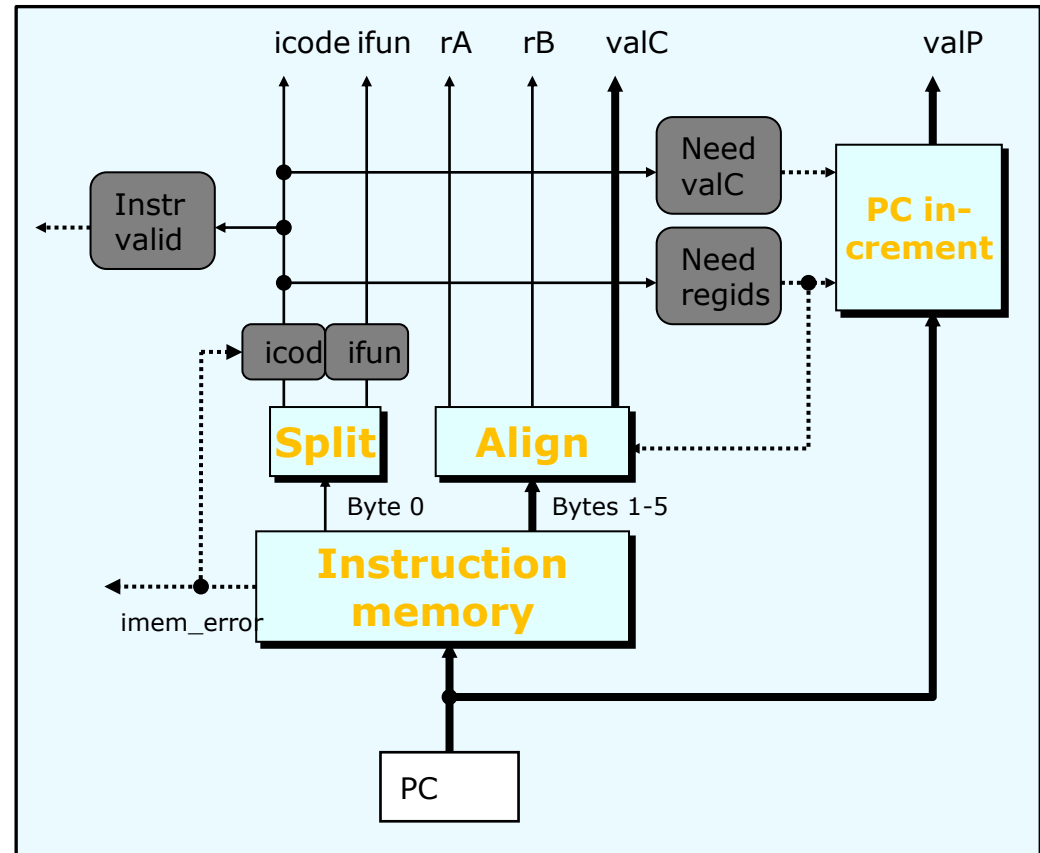 icode ifun rA rB valC valP
Need
valC
Instr
valid
PC in-
crement
Need
regids
icod ifun
Split Align
Byte 0 Bytes 1-5
Instruction
memory
imem_error
PC